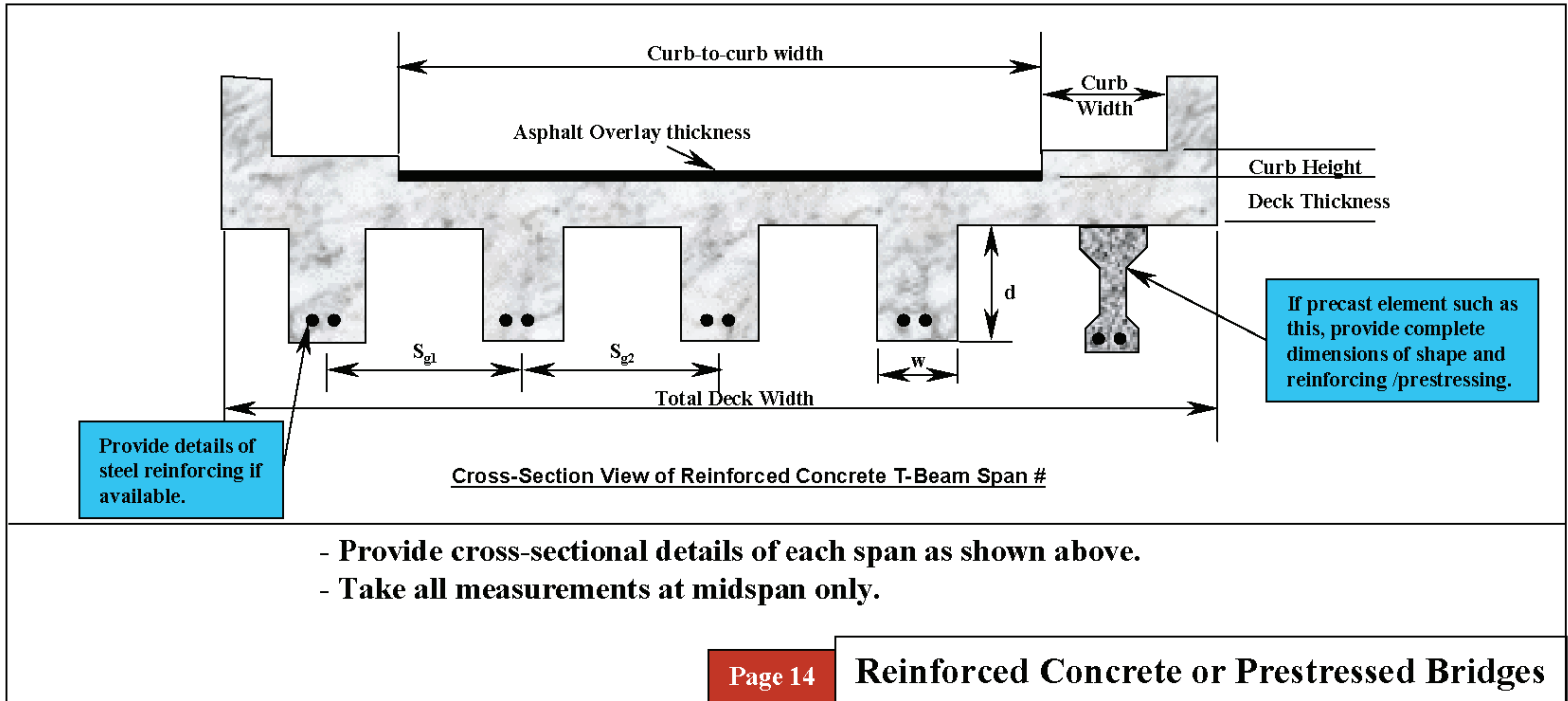 Curb-to-curb width
Curb
Width
Asphalt Overlay thickness
Curb Height
Deck Thickness
d
If precast element such as
this, provide complete
dimensions of shape and
reinforcing /prestressing.
Sg1
Sg2
w
Total Deck Width
Provide details of
steel reinforcing if
available.
Cross-Section View of Reinforced Concrete T-Beam Span #
- Provide cross-sectional details of each span as shown above.
- Take all measurements at midspan only.
Page 14
Reinforced Concrete or Prestressed Bridges